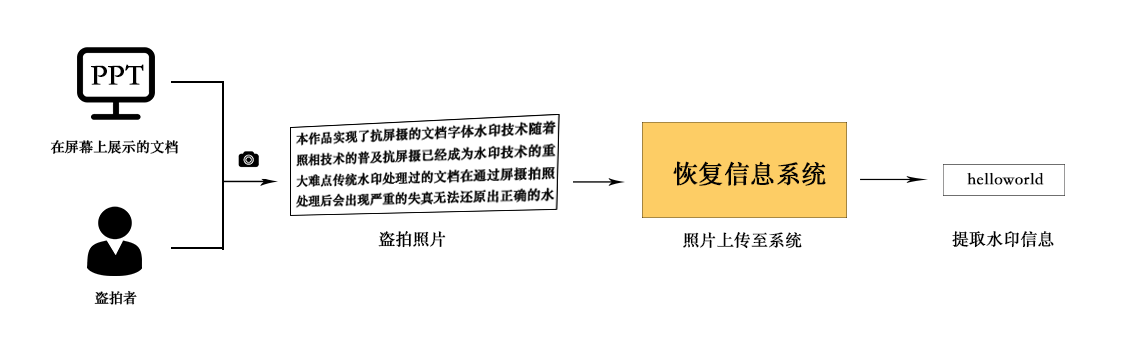 PPT
在屏幕上展示的文档
盗拍者
本作品实现了抗屏摄的文档字体水印技术随着
照相技术的普及抗屏摄已经成为水印技术的重
大难点传统水印处理过的文档在通过屏摄拍照
处理后会出现严重的失真无法还原出正确的水
盗拍照片
恢复信息系统
照片上传至系统
helloworld
提取水印信息